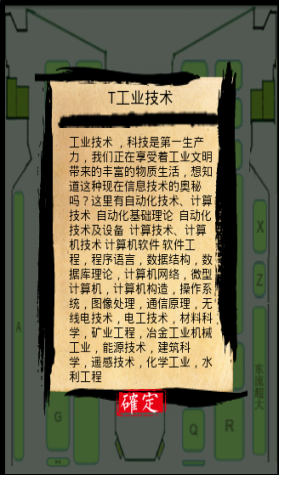 T工业技术
工业技术 ，科技是第一生产
力，我们正在享受着工业文明
带来的丰富的物质生活，想知
道这种现在信息技术的奥秘
吗？这里有自动化技术、计算
技术 自动化基础理论 自动化
技术及设备 计算技术、计算
机技术 计算机软件 软件工
程，程序语言，数据结构，数
据库理论，计算机网络，微型
计算机，计算机构造，操作系
统，图像处理，通信原理，无
线电技术，电工技术，材料科
学，矿业工程，冶金工业机械
工业，能源技术，建筑科
学，遥感技术，化学工业，水
利工程
確定
X
Z
A
G
Q
R